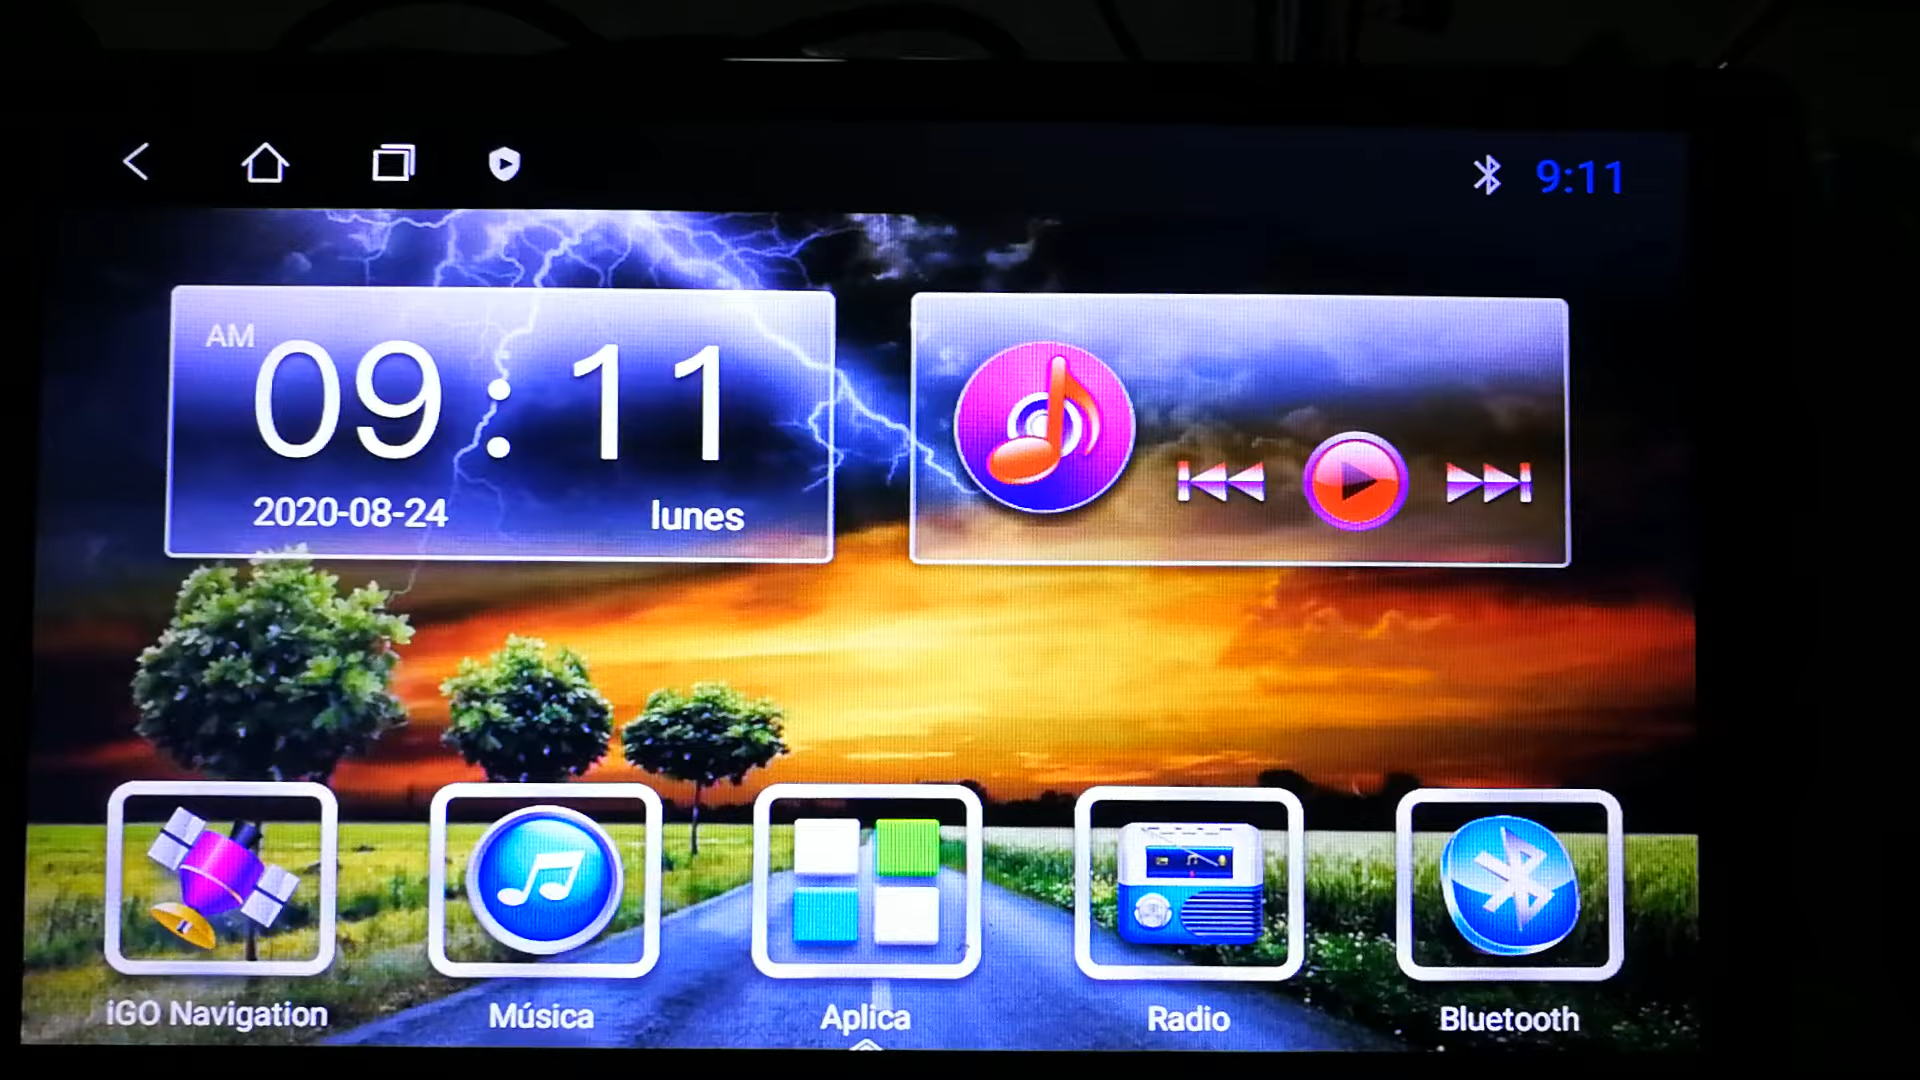 9:11
AM
09:11
2020-08-24 lunes
iGO Navigation
Música
Aplica
Radio
Bluetooth